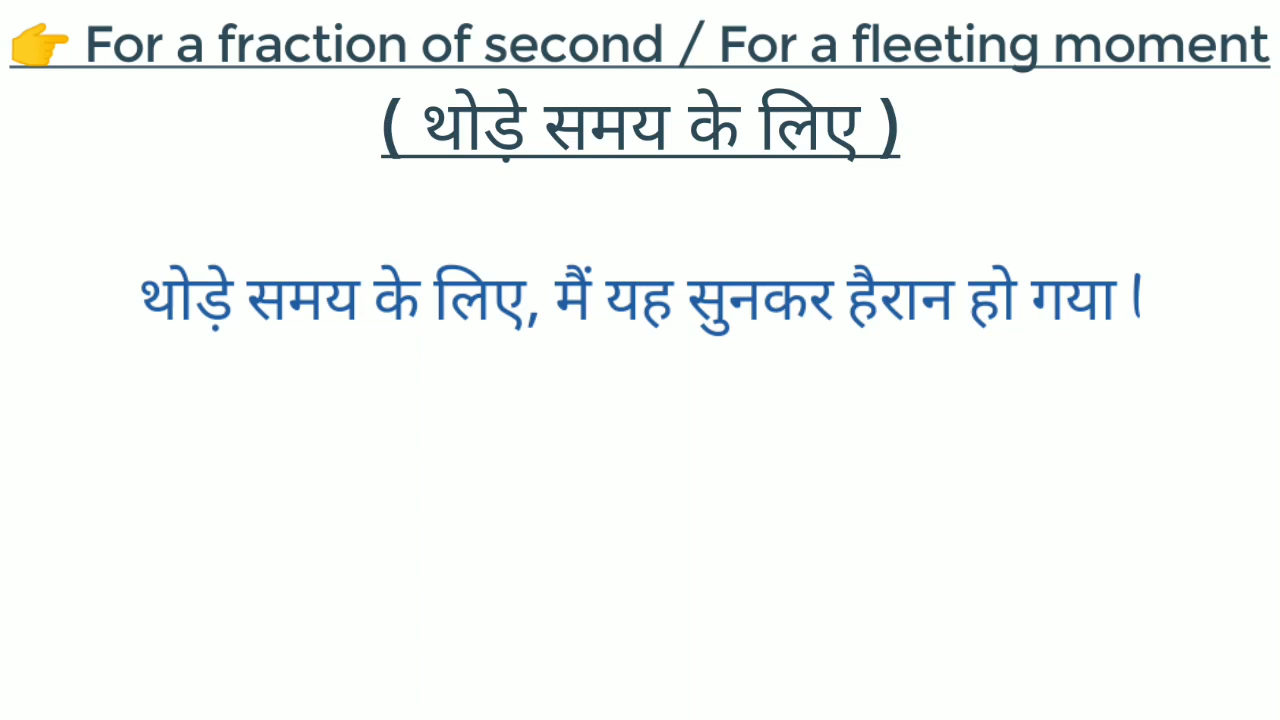 👉 For a fraction of second / For a fleeting moment
( थोड़े समय के लिए )
थोड़े समय के लिए, मैं यह सुनकर हैरान हो गया (